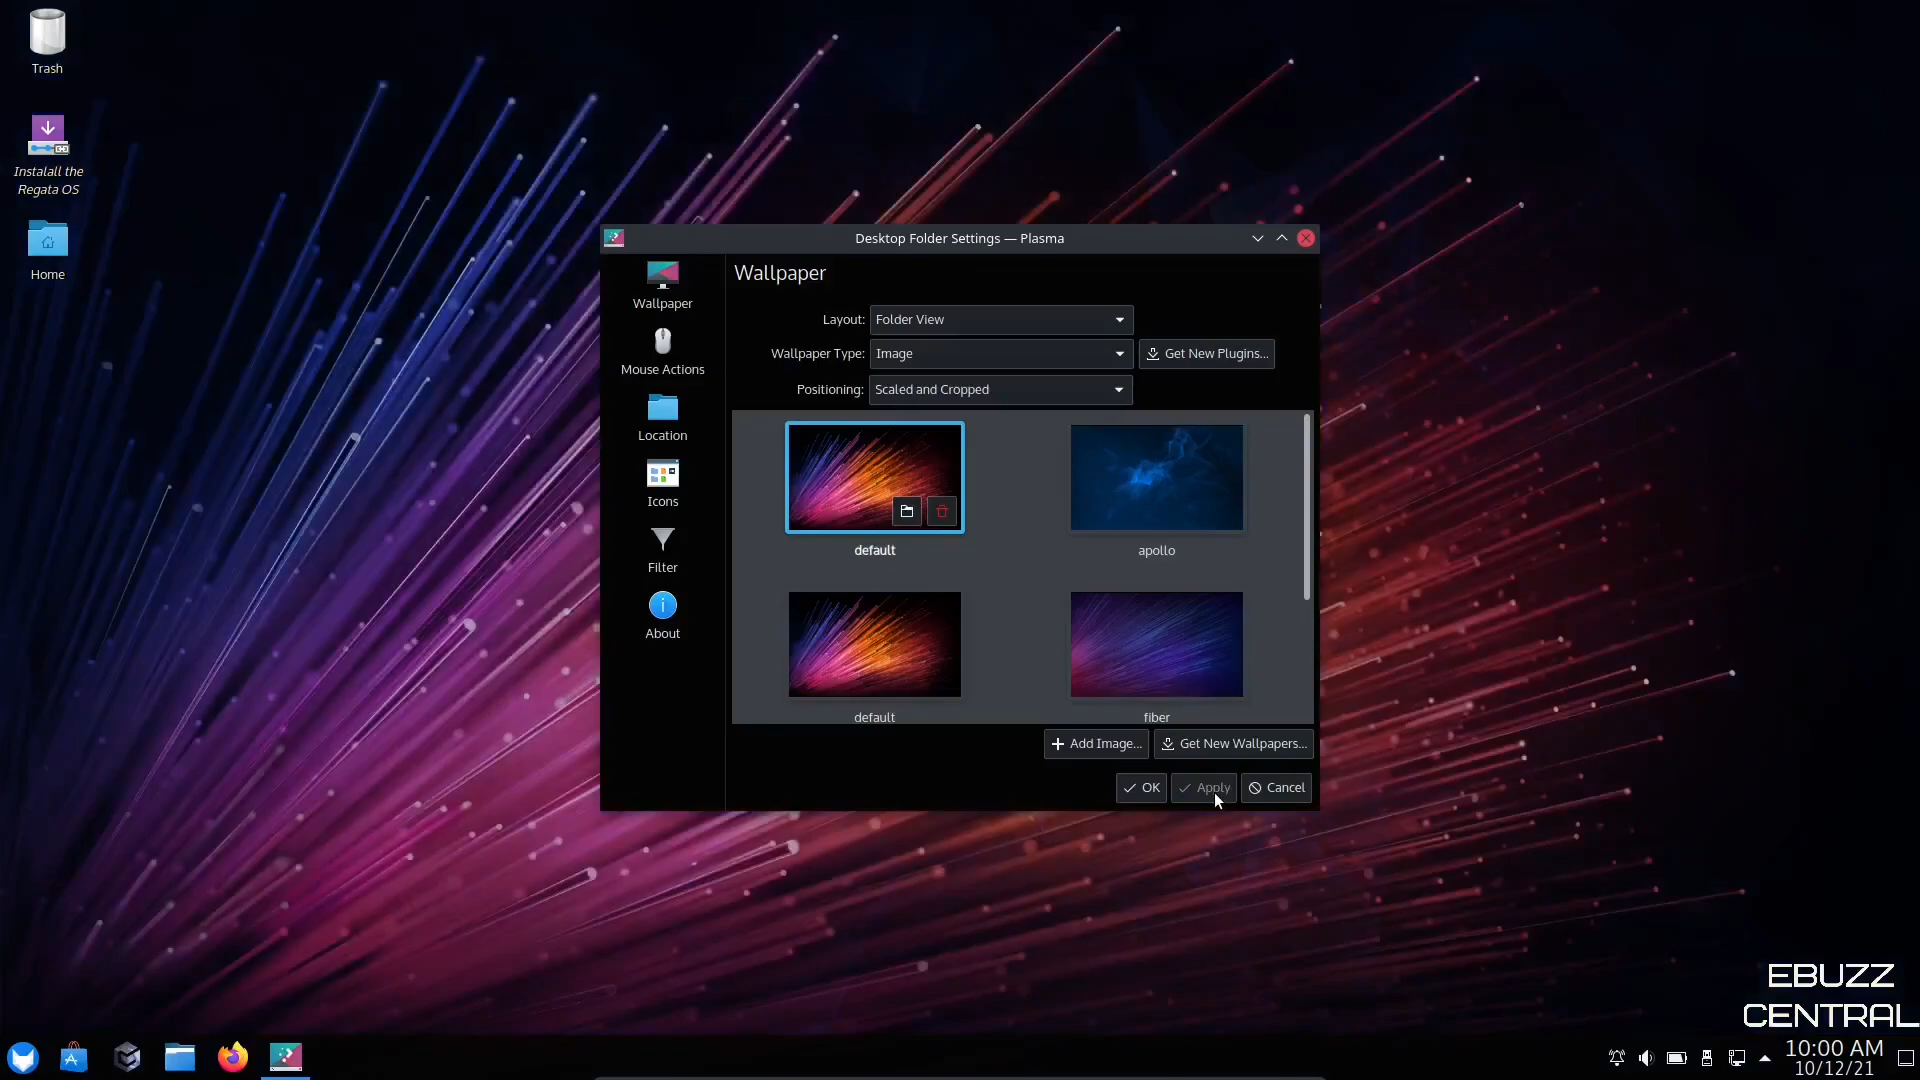 Trash
Instalall the
Regata OS
Home
Desktop Folder Settings — Plasma
Wallpaper
Mouse Actions
Location
Icons
Filter
About
Wallpaper
Layout: Folder View
Wallpaper Type: Image Get New Plugins...
Positioning: Scaled and Cropped
default apollo
default fiber
Add Image... Get New Wallpapers...
OK Apply Cancel
EBUZZ
CENTRAL
10:00 AM
10/12/21